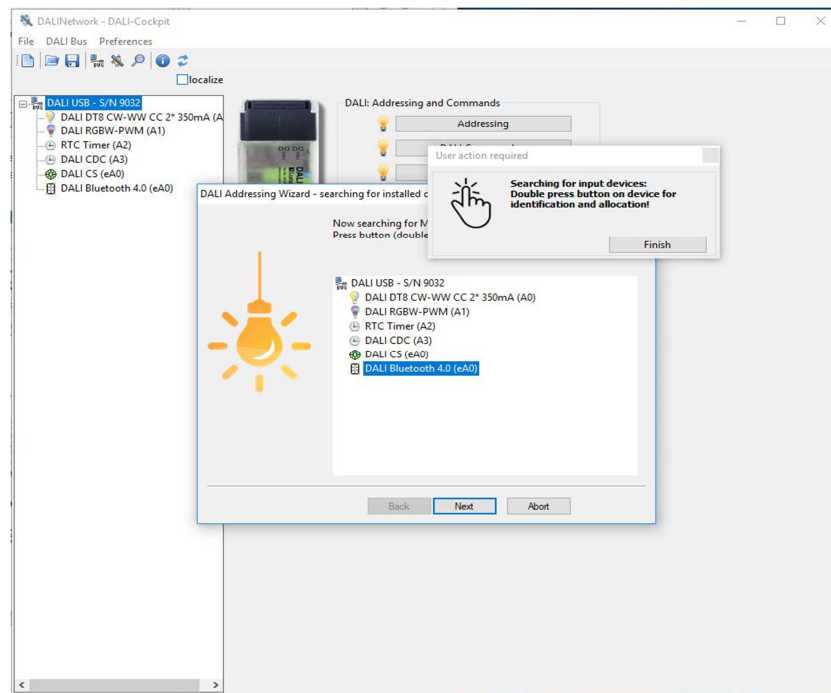 DALINetwork - DALI-Cockpit
File DALI Bus Preferences
localize
DALI USB - S/N 9032
DALI DT8 CW-WW CC 2* 350mA (A
DALI RGBW-PWM (A1)
RTC Timer (A2)
DALI CDC (A3)
DALI CS (eA0)
DALI Bluetooth 4.0 (eA0)
DALI: Addressing and Commands
Addressing
User action required
Searching for input devices:
Double press button on device for
identification and allocation!
Finish
DALI Addressing Wizard - searching for installed
Now searching for M
Press button (double
DALI USB - S/N 9032
DALI DT8 CW-WW CC 2* 350mA (A0)
DALI RGBW-PWM (A1)
RTC Timer (A2)
DALI CDC (A3)
DALI CS (eA0)
DALI Bluetooth 4.0 (eA0)
Back Next Abort